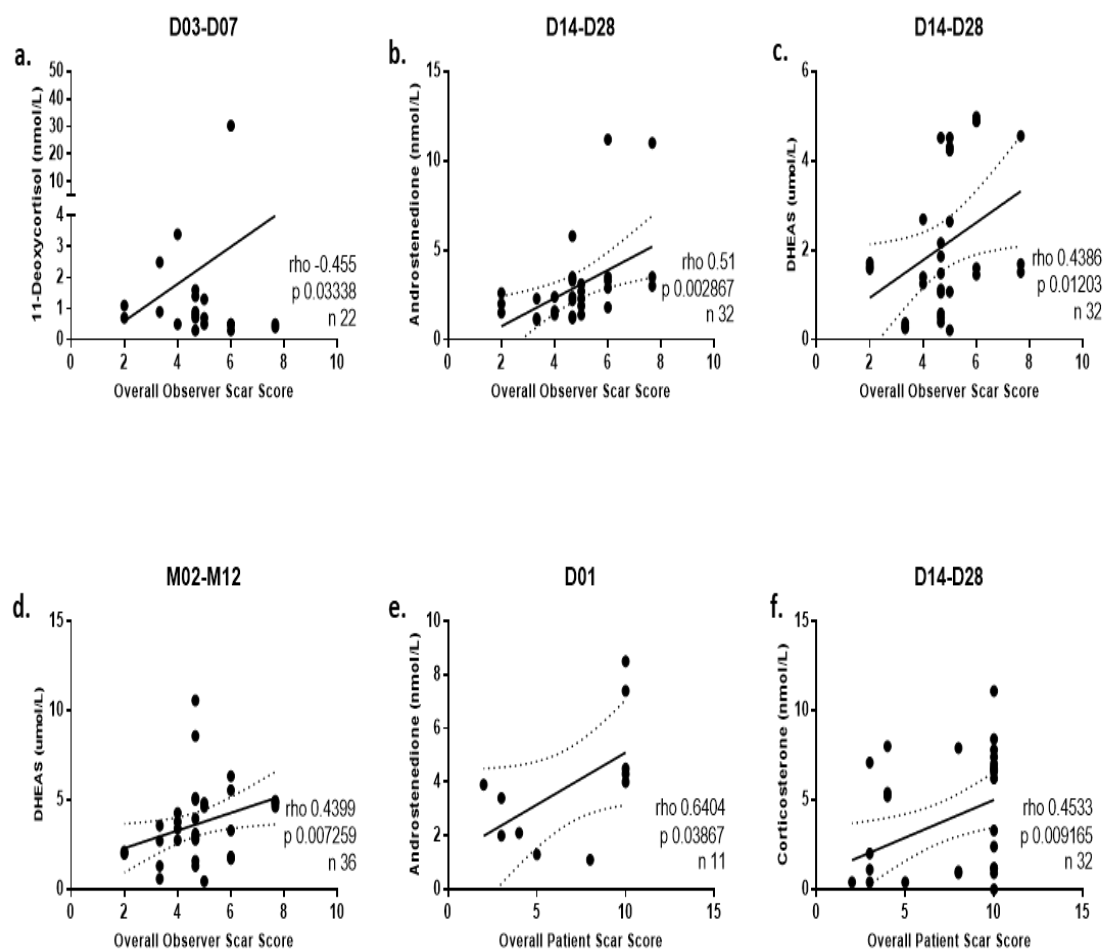 D03-D07
a.
11-Deoxycortisol (nmol/L)
50
40
30
20
10
4
3
2
1
0
rho -0.455
p 0.03338
n 22
0 2 4 6 8 10
Overall Observer Scar Score
D14-D28
b.
Androstenedione (nmol/L)
15
10
5
0
rho 0.51
p 0.002867
n 32
0 2 4 6 8 10
Overall Observer Scar Score
D14-D28
c.
DHEAS (umol/L)
6
4
2
0
rho 0.4386
p 0.01203
n 32
0 2 4 6 8 10
Overall Observer Scar Score
M02-M12
d.
DHEAS (umol/L)
15
10
5
0
rho 0.4399
p 0.007259
n 36
0 2 4 6 8 10
Overall Observer Scar Score
D01
e.
Androstenedione (nmol/L)
10
8
6
4
2
0
rho 0.6404
p 0.03867
n 11
0 5 10 15
Overall Patient Scar Score
D14-D28
f.
Corticosterone (nmol/L)
15
10
5
0
rho 0.4533
p 0.009165
n 32
0 5 10 15
Overall Patient Scar Score